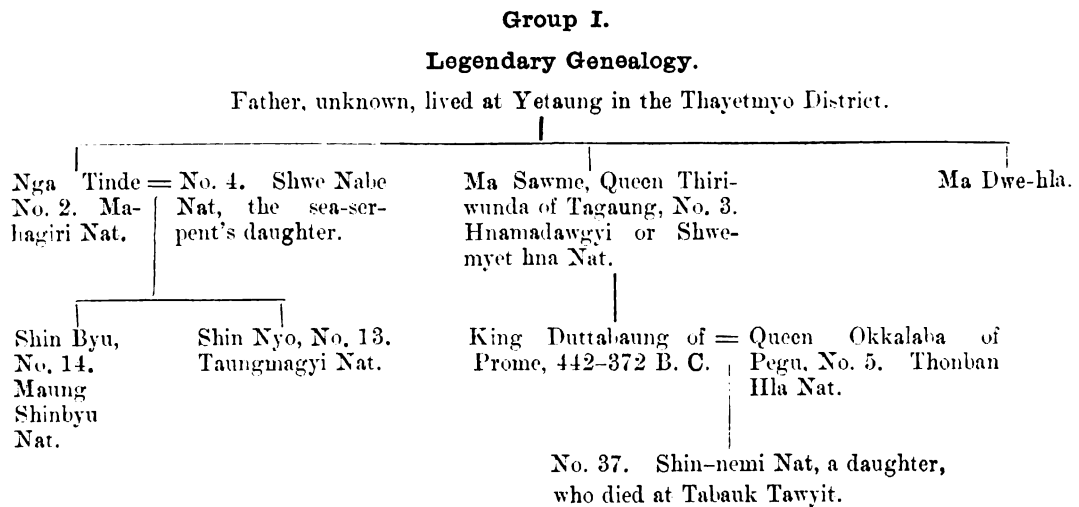 Group I.
Legendary Genealogy.
Father, unknown, lived at Yetaung in the Thayetmyo District.
Nga Tinde =
No. 2. Ma-
hagiri Nat.
No. 4. Shwe Nabe
Nat, the sea-ser-
pent's daughter.
Ma Sawme, Queen Thiri-
wunda of Tagaung, No. 3.
Hnamadawgyi or Shwe-
myet hna Nat.
Ma Dwe-hla.
Shin Byu,
No. 14.
Maung
Shinbyu
Nat.
Shin Nyo, No. 13.
Taungmagyi Nat.
King Duttabaung of =
Prome, 442–372 B. C.
Queen Okkalaba of
Pegu, No. 5. Thonban
Hla Nat.
No. 37. Shin-nemi Nat, a daughter,
who died at Tabauk Tawyit.